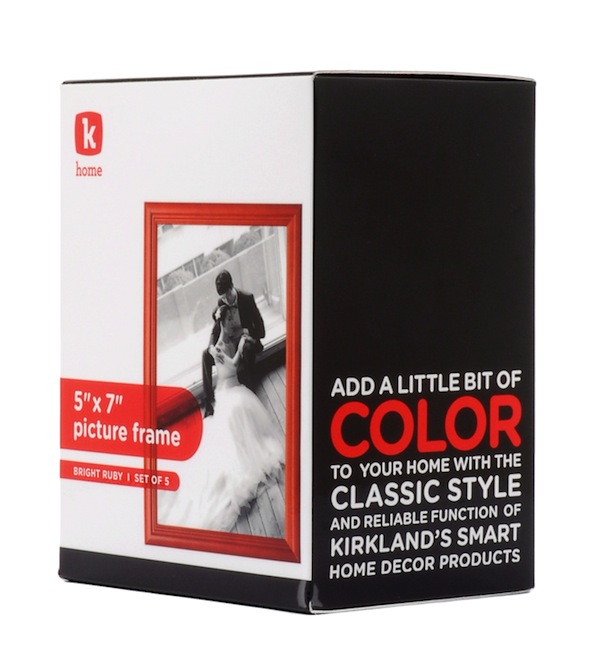 k
home
5" x 7"
picture frame
BRIGHT RUBY | SET OF 5
ADD A LITTLE BIT OF
COLOR
TO YOUR HOME WITH THE
CLASSIC STYLE
AND RELIABLE FUNCTION OF
KIRKLAND'S SMART
HOME DECOR PRODUCTS